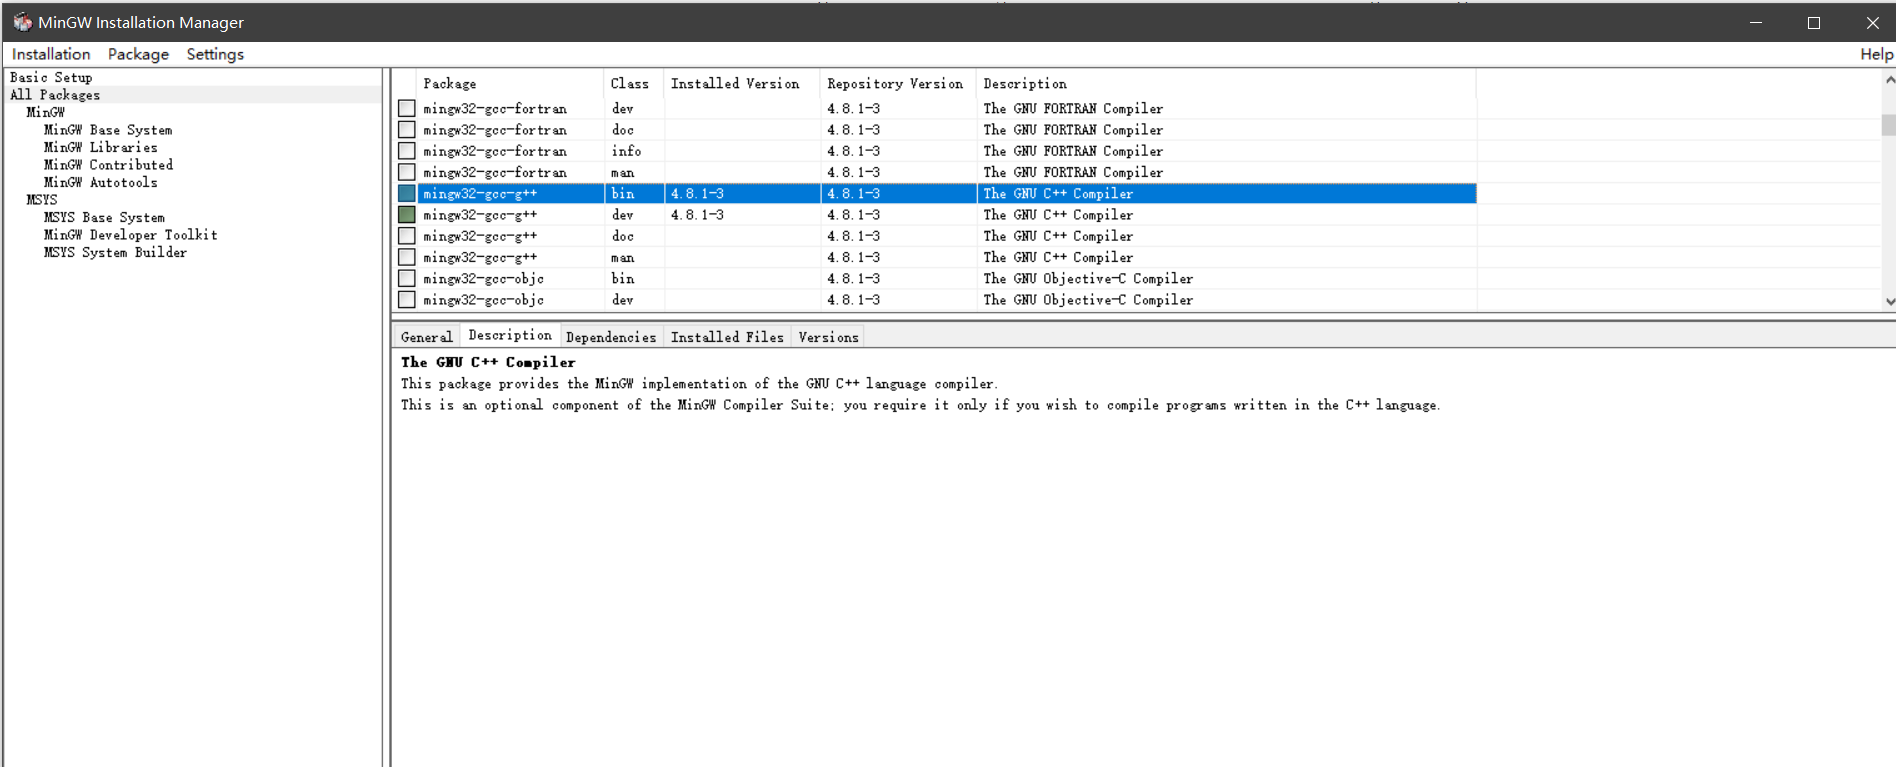 MinGW Installation Manager
Installation Package Settings Help
Basic Setup
All Packages
MinGW
MinGW Base System
MinGW Libraries
MinGW Contributed
MinGW Autotools
MSYS
MSYS Base System
MinGW Developer Toolkit
MSYS System Builder
Package Class Installed Version Repository Version Description
mingw32-gcc-fortran dev 4.8.1-3 The GNU FORTRAN Compiler
mingw32-gcc-fortran doc 4.8.1-3 The GNU FORTRAN Compiler
mingw32-gcc-fortran info 4.8.1-3 The GNU FORTRAN Compiler
mingw32-gcc-fortran man 4.8.1-3 The GNU FORTRAN Compiler
mingw32-gcc-g++ bin 4.8.1-3 4.8.1-3 The GNU C++ Compiler
mingw32-gcc-g++ dev 4.8.1-3 4.8.1-3 The GNU C++ Compiler
mingw32-gcc-g++ doc 4.8.1-3 The GNU C++ Compiler
mingw32-gcc-g++ man 4.8.1-3 The GNU C++ Compiler
mingw32-gcc-objc bin 4.8.1-3 The GNU Objective-C Compiler
mingw32-gcc-objc dev 4.8.1-3 The GNU Objective-C Compiler
General Description Dependencies Installed Files Versions
The GNU C++ Compiler
This package provides the MinGW implementation of the GNU C++ language compiler.
This is an optional component of the MinGW Compiler Suite; you require it only if you wish to compile programs written in the C++ language.